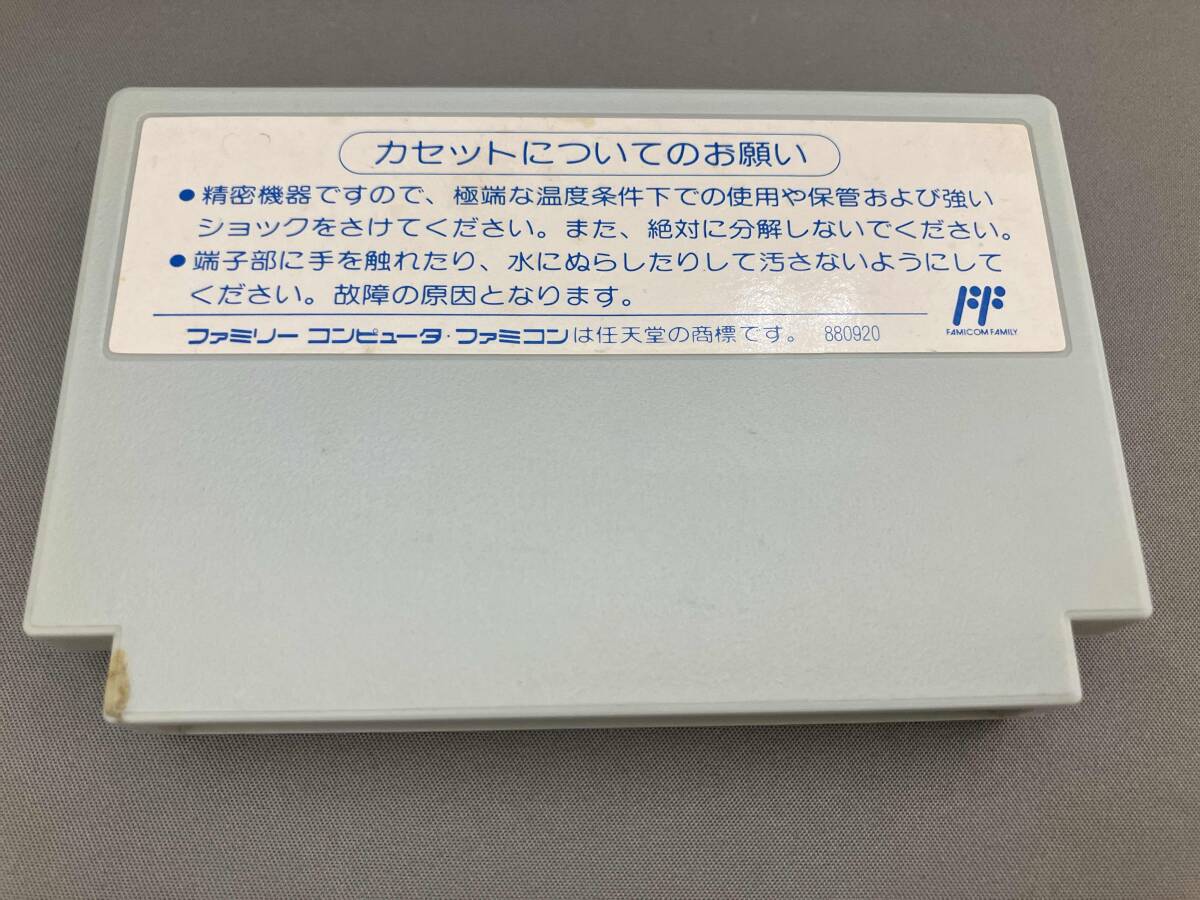 カセットについてのお願い
●精密機器ですので、極端な温度条件下での使用や保管および強い
ショックをさけてください。また、絶対に分解しないでください。
●端子部に手を触れたり、水にぬらしたりして汚さないようにして
ください。故障の原因となります。
ファミリーコンピュータ・ファミコンは任天堂の商標です。 880920
FF
FAMICOM FAMILY